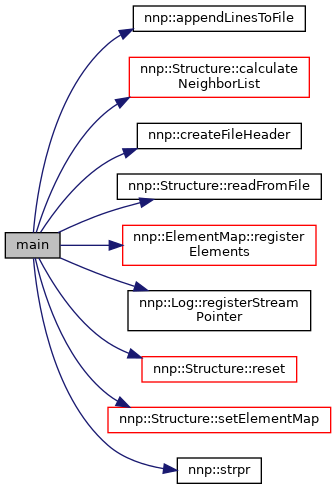 nnp::appendLinesToFile
nnp::Structure::calculate
NeighborList
nnp::createFileHeader
nnp::Structure::readFromFile
main
nnp::ElementMap::register
Elements
nnp::Log::registerStream
Pointer
nnp::Structure::reset
nnp::Structure::setElementMap
nnp::strpr